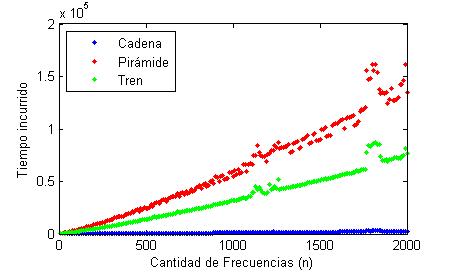 x 10^5
2
1.5
1
0.5
0
Tiempo incurrido
Cadena
Pirámide
Tren
0 500 1000 1500 2000
Cantidad de Frecuencias (n)